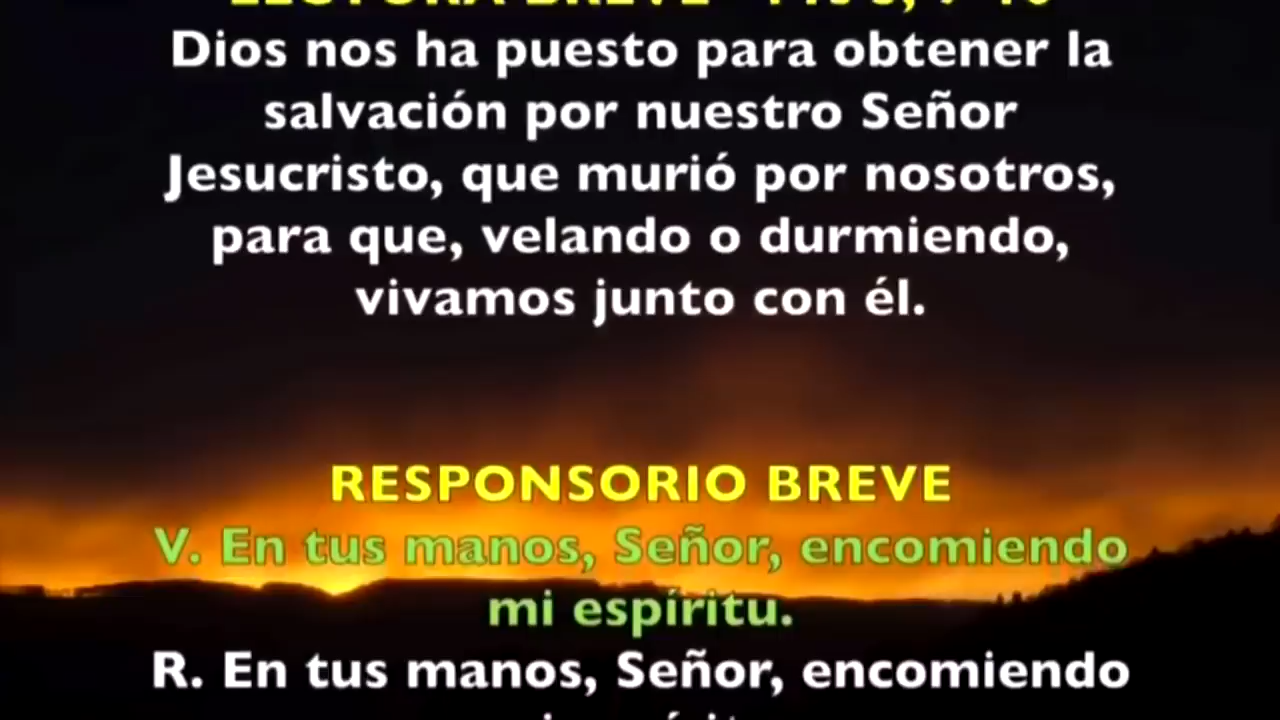 LECTURA BREVE
Dios nos ha puesto para obtener la
salvación por nuestro Señor
Jesucristo, que murió por nosotros,
para que, velando o durmiendo,
vivamos junto con él.
RESPONSORIO BREVE
V. En tus manos, Señor, encomiendo
mi espíritu.
R. En tus manos, Señor, encomiendo